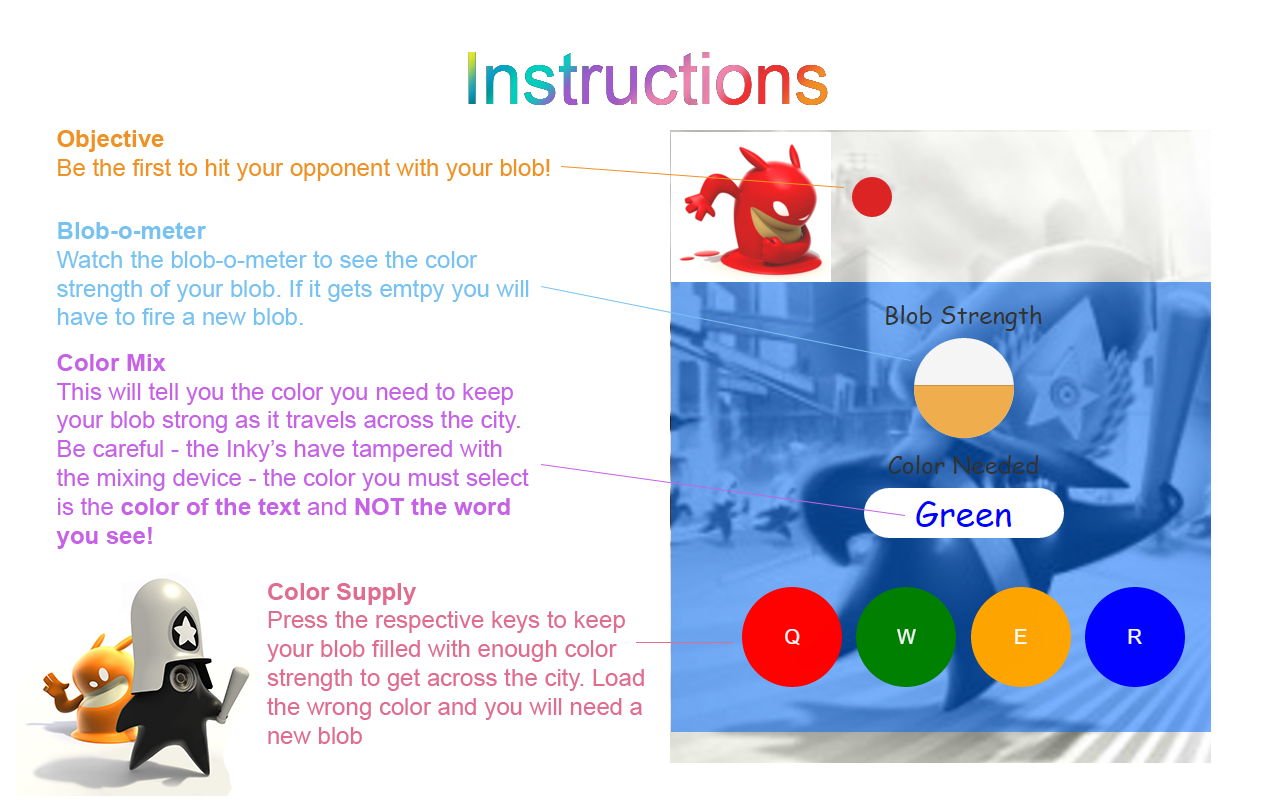 Instructions
Objective
Be the first to hit your opponent with your blob!
Blob-o-meter
Watch the blob-o-meter to see the color
strength of your blob. If it gets emtpy you will
have to fire a new blob.
Color Mix
This will tell you the color you need to keep
your blob strong as it travels across the city.
Be careful - the Inky’s have tampered with
the mixing device - the color you must select
is the color of the text and NOT the word
you see!
Color Supply
Press the respective keys to keep
your blob filled with enough color
strength to get across the city. Load
the wrong color and you will need a
new blob
Blob Strength
Color Needed
Green
Q W E R